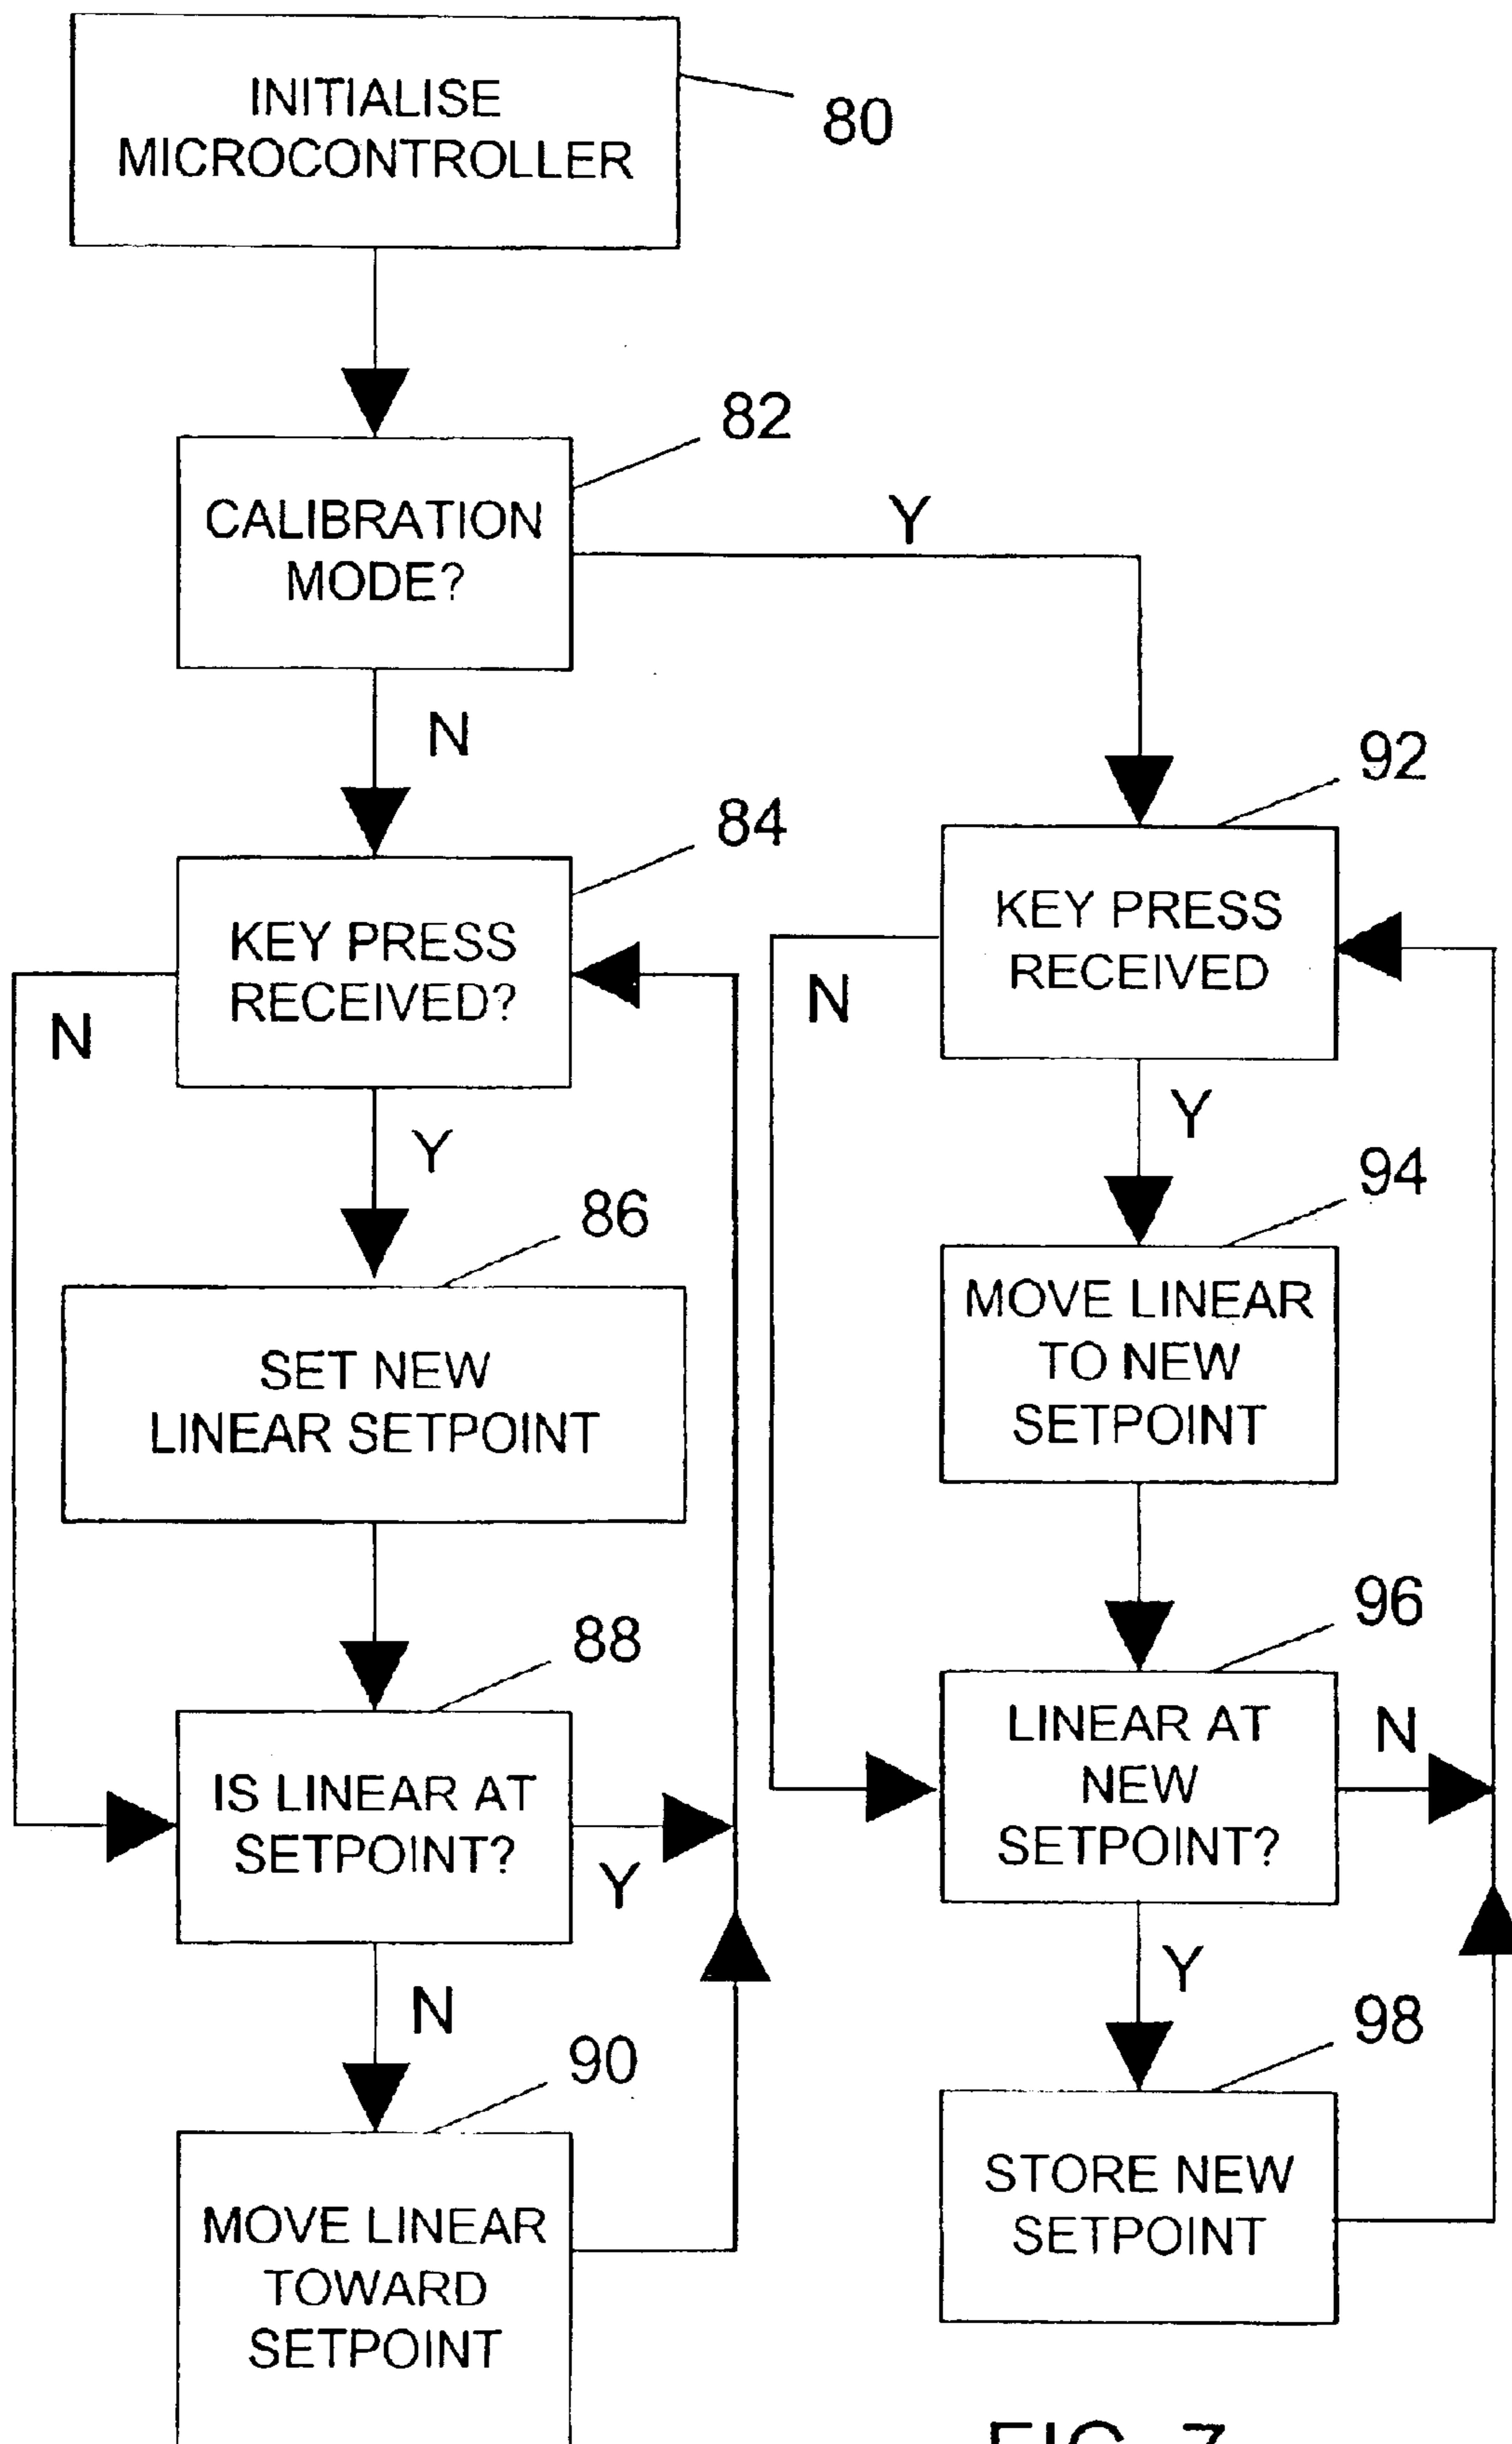 INITIALISE
MICROCONTROLLER
80
82
CALIBRATION
MODE?
Y
N
92
84
KEY PRESS
RECEIVED?
KEY PRESS
RECEIVED
N
N
Y
Y
94
86
MOVE LINEAR
TO NEW
SETPOINT
SET NEW
LINEAR SETPOINT
96
88
LINEAR AT
NEW
SETPOINT?
N
IS LINEAR AT
SETPOINT?
Y
Y
N
98
90
STORE NEW
SETPOINT
MOVE LINEAR
TOWARD
SETPOINT
FIG. 7